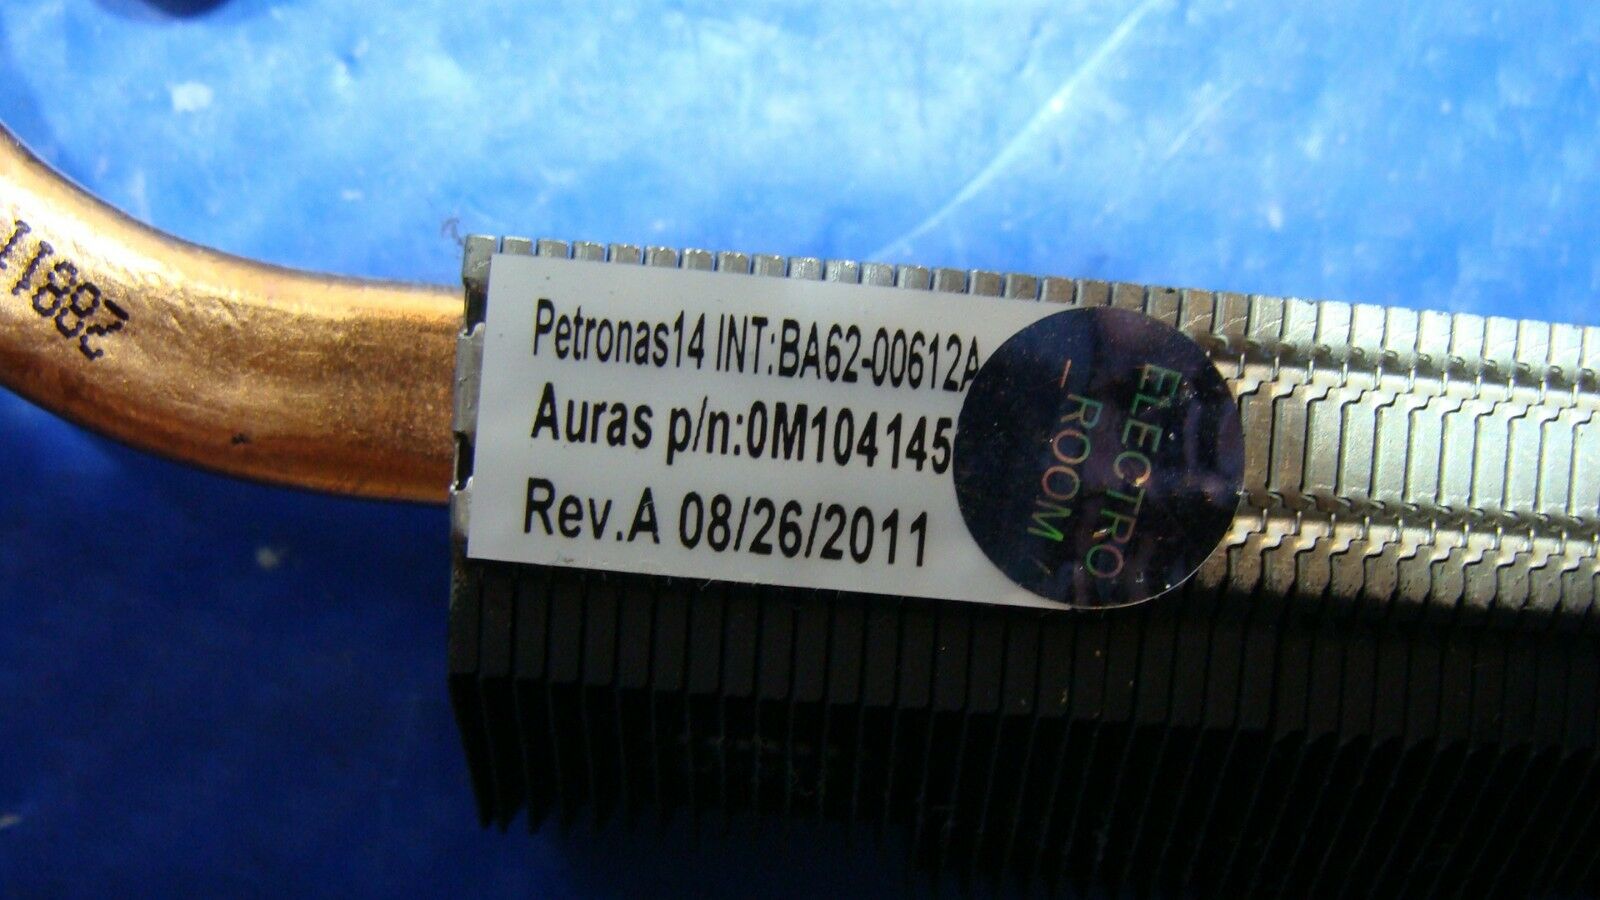 Petronas14 INT:BA62-00612A
Auras p/n:0M104145
Rev.A 08/26/2011
ELECTRO
ROOM